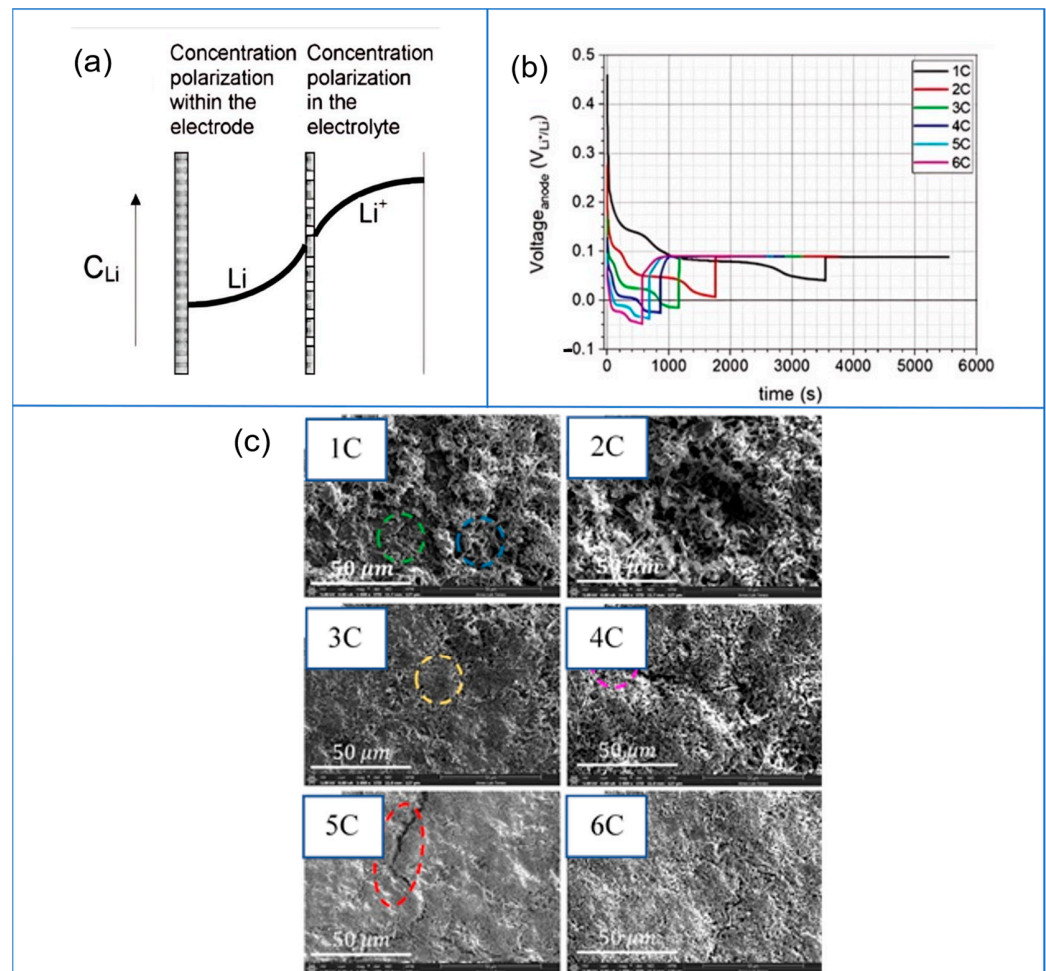 (a)
Concentration
polarization
within the
electrode
Concentration
polarization
in the
electrolyte
C_Li
Li
Li⁺
(b)
Voltage_anode (V_Li⁺/Li)
0.5
0.4
0.3
0.2
0.1
0.0
-0.1
0
1000
2000
3000
4000
5000
6000
time (s)
1C
2C
3C
4C
5C
6C
(c)
1C
50 μm
2C
50 μm
3C
50 μm
4C
50 μm
5C
50 μm
6C
50 μm